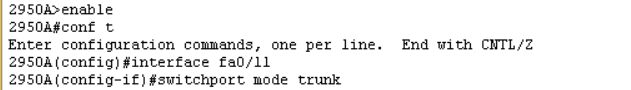 2950A>enable
2950A#conf t
Enter configuration commands, one per line.  End with CNTL/Z
2950A(config)#interface fa0/11
2950A(config-if)#switchport mode trunk